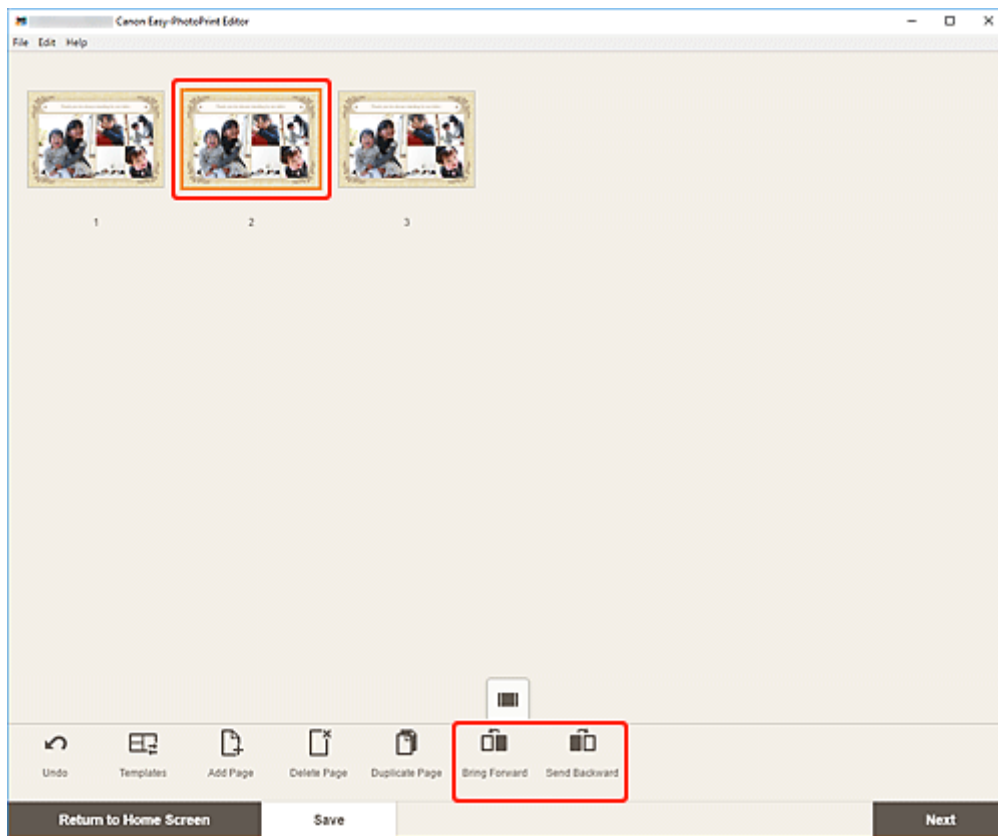 Canon Easy-PhotoPrint Editor
File Edit Help
1 2 3
Undo Templates Add Page Delete Page Duplicate Page Bring Forward Send Backward
Return to Home Screen Save Next